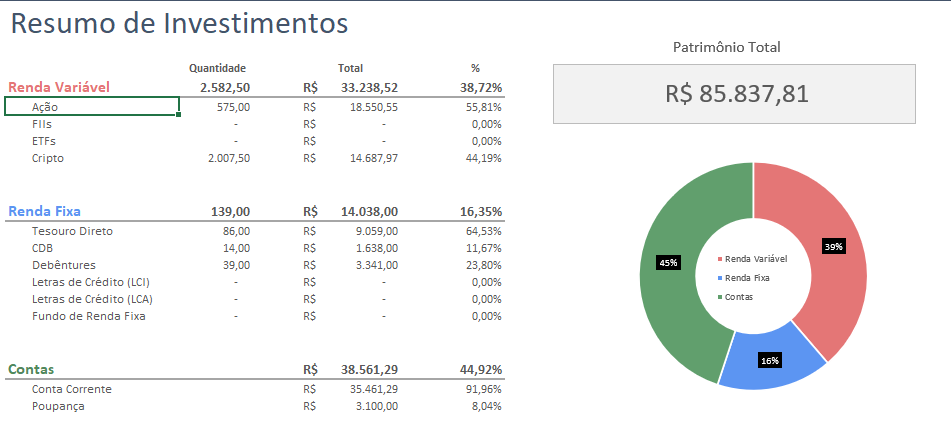 Resumo de Investimentos
Quantidade Total %
Renda Variável 2.582,50 R$ 33.238,52 38,72%
Ação 575,00 R$ 18.550,55 55,81%
FIIs - R$ - 0,00%
ETFs - R$ - 0,00%
Cripto 2.007,50 R$ 14.687,97 44,19%
Renda Fixa 139,00 R$ 14.038,00 16,35%
Tesouro Direto 86,00 R$ 9.059,00 64,53%
CDB 14,00 R$ 1.638,00 11,67%
Debêntures 39,00 R$ 3.341,00 23,80%
Letras de Crédito (LCI) - R$ - 0,00%
Letras de Crédito (LCA) - R$ - 0,00%
Fundo de Renda Fixa - R$ - 0,00%
Contas R$ 38.561,29 44,92%
Conta Corrente R$ 35.461,29 91,96%
Poupança R$ 3.100,00 8,04%
Patrimônio Total
R$ 85.837,81
39%
45%
16%
Renda Variável
Renda Fixa
Contas